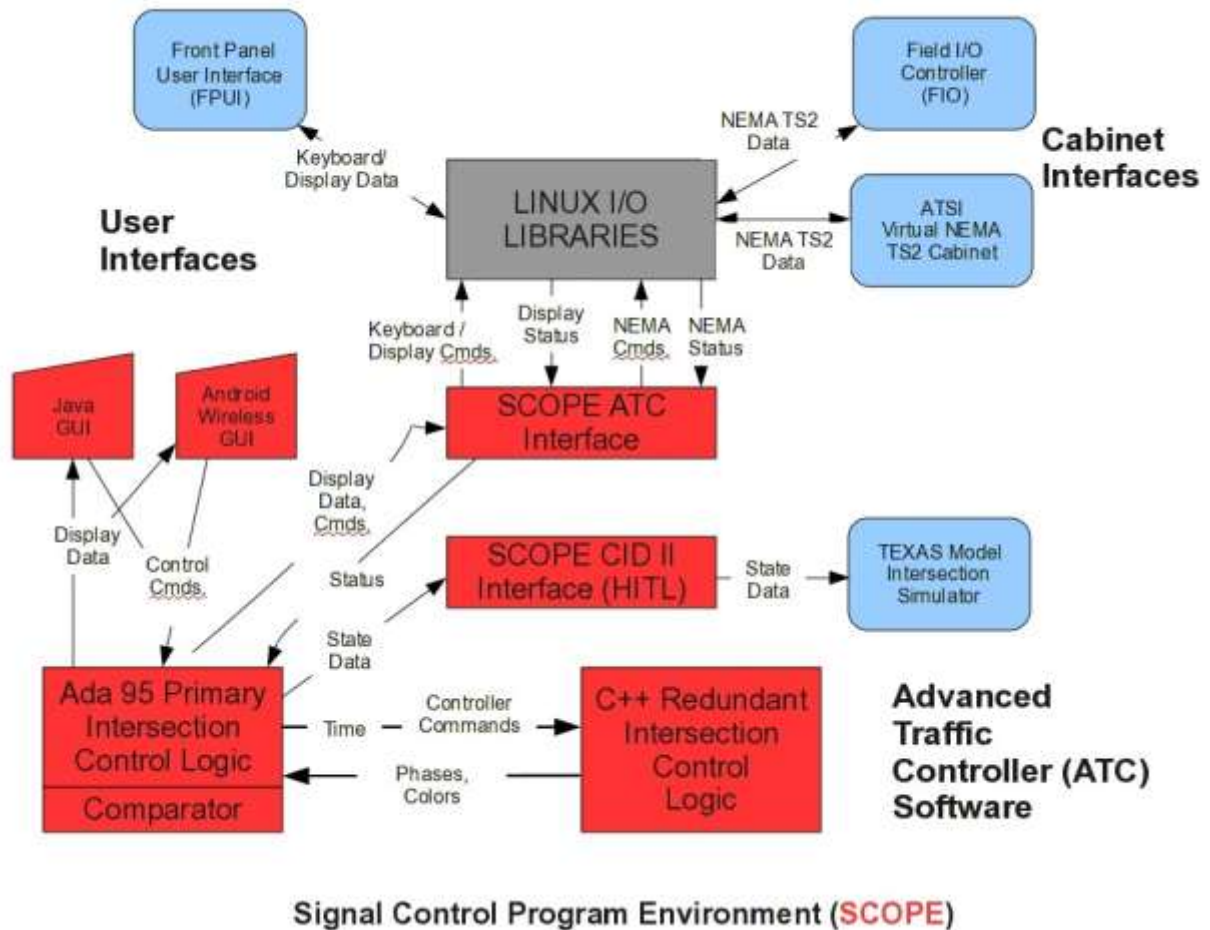 Front Panel
User Interface
(FPUI)
Field I/O
Controller
(FIO)
Cabinet
Interfaces
NEMA TS2
Data
Keyboard/
Display Data
LINUX I/O
LIBRARIES
ATSI
Virtual NEMA
TS2 Cabinet
NEMA TS2
Data
User
Interfaces
Keyboard /
Display Cmds.
Display
Status
NEMA
Cmds.
NEMA
Status
Java
GUI
Android
Wireless
GUI
SCOPE ATC
Interface
Display
Data,
Cmds.
Display
Data
Control
Cmds.
Status
SCOPE CID II
Interface (HITL)
State
Data
TEXAS Model
Intersection
Simulator
State
Data
Ada 95 Primary
Intersection
Control Logic
Comparator
Time
Controller
Commands
Phases,
Colors
C++ Redundant
Intersection
Control
Logic
Advanced
Traffic
Controller (ATC)
Software
Signal Control Program Environment (SCOPE)